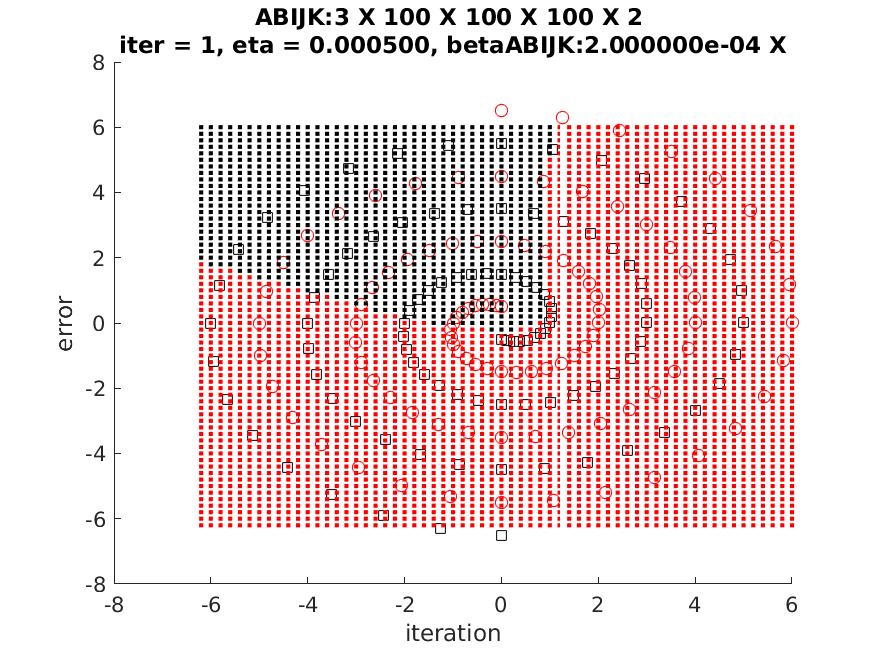 ABIJK:3 X 100 X 100 X 100 X 2
iter = 1, eta = 0.000500, betaABIJK:2.000000e-04 X
8
6
4
2
0
-2
-4
-6
-8
error
-8 -6 -4 -2 0 2 4 6
iteration